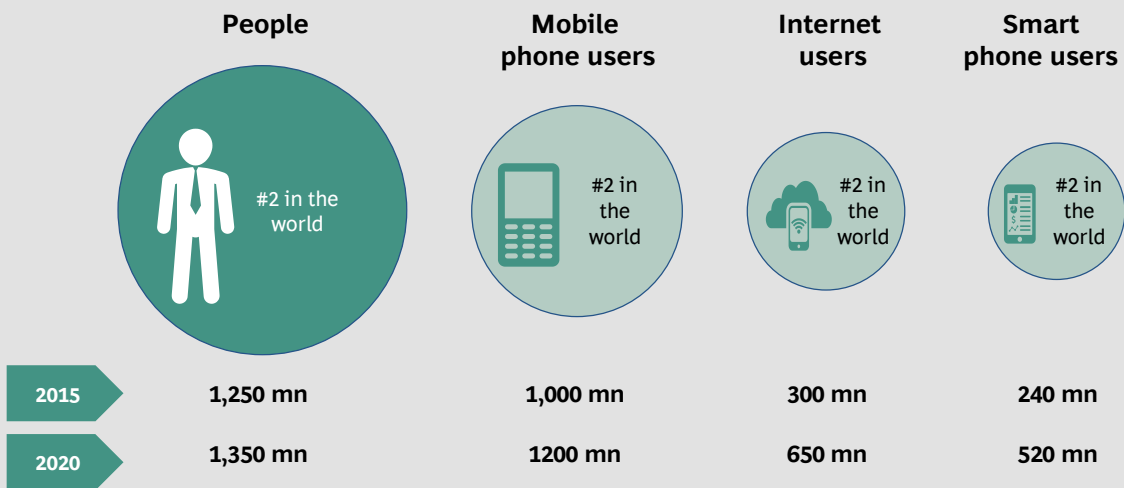 People
Mobile
phone users
Internet
users
Smart
phone users
#2 in the
world
#2 in
the
world
#2 in
the
world
#2 in
the
world
2015
1,250 mn
1,000 mn
300 mn
240 mn
2020
1,350 mn
1200 mn
650 mn
520 mn